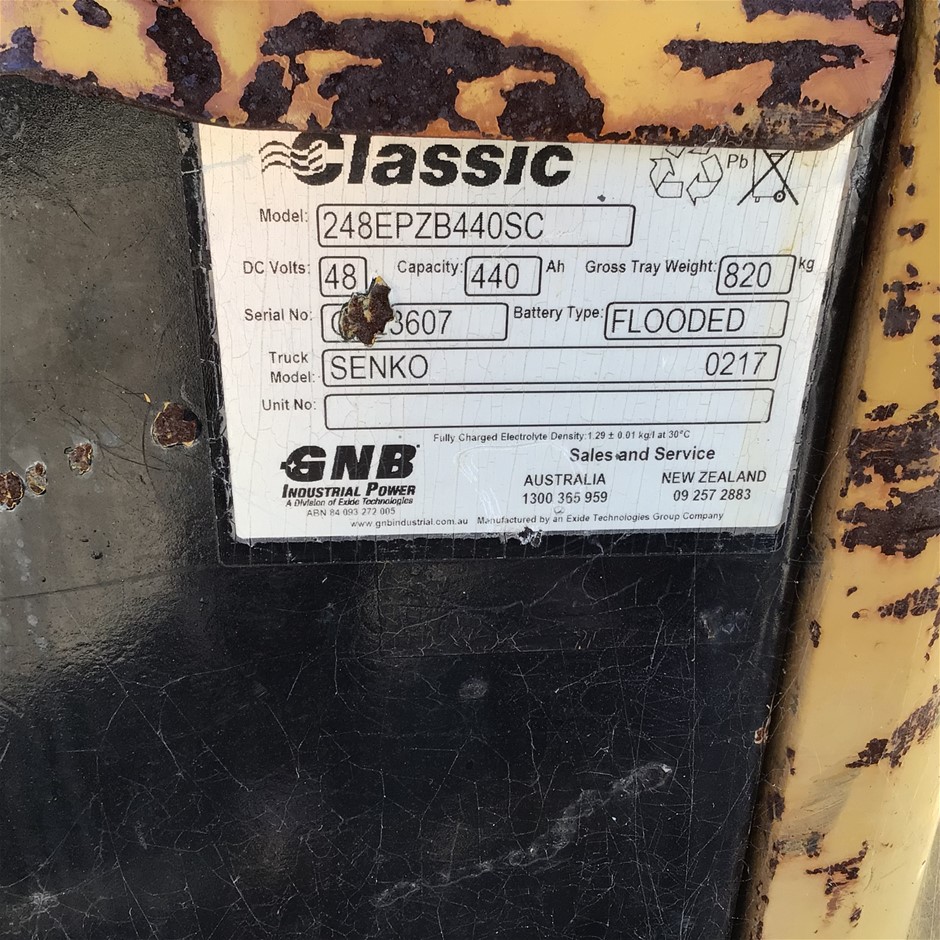 Classic
Pb
Model: 248EPZB440SC
DC Volts: 48 Capacity: 440 Ah Gross Tray Weight: 820 kg
Serial No: 3607 Battery Type: FLOODED
Truck Model: SENKO 0217
Unit No:
Fully Charged Electrolyte Density: 1.29 ± 0.01 kg/l at 30°C
GNB
INDUSTRIAL POWER
A Division of Exide Technologies
ABN 84 093 272 005
Sales and Service
AUSTRALIA NEW ZEALAND
1300 365 959 09 257 2883
www.gnbindustrial.com.au Manufactured by an Exide Technologies Group Company